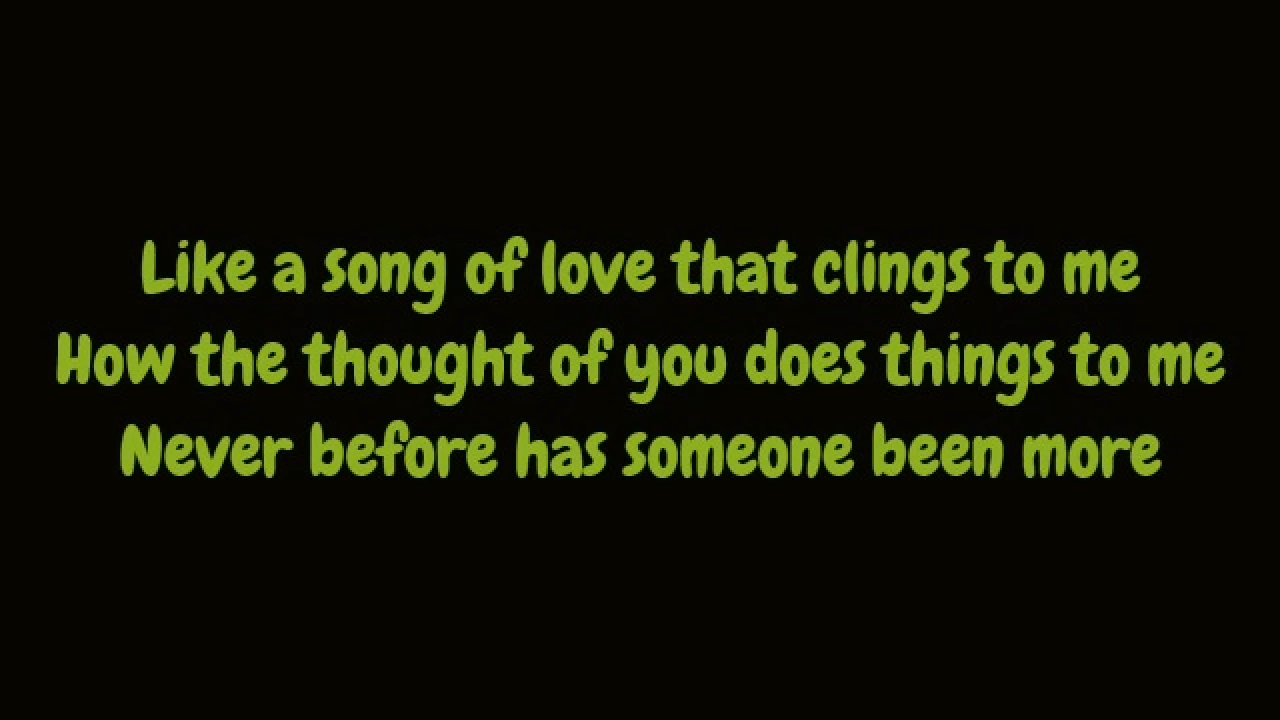 Like a song of love that clings to me
How the thought of you does things to me
Never before has someone been more